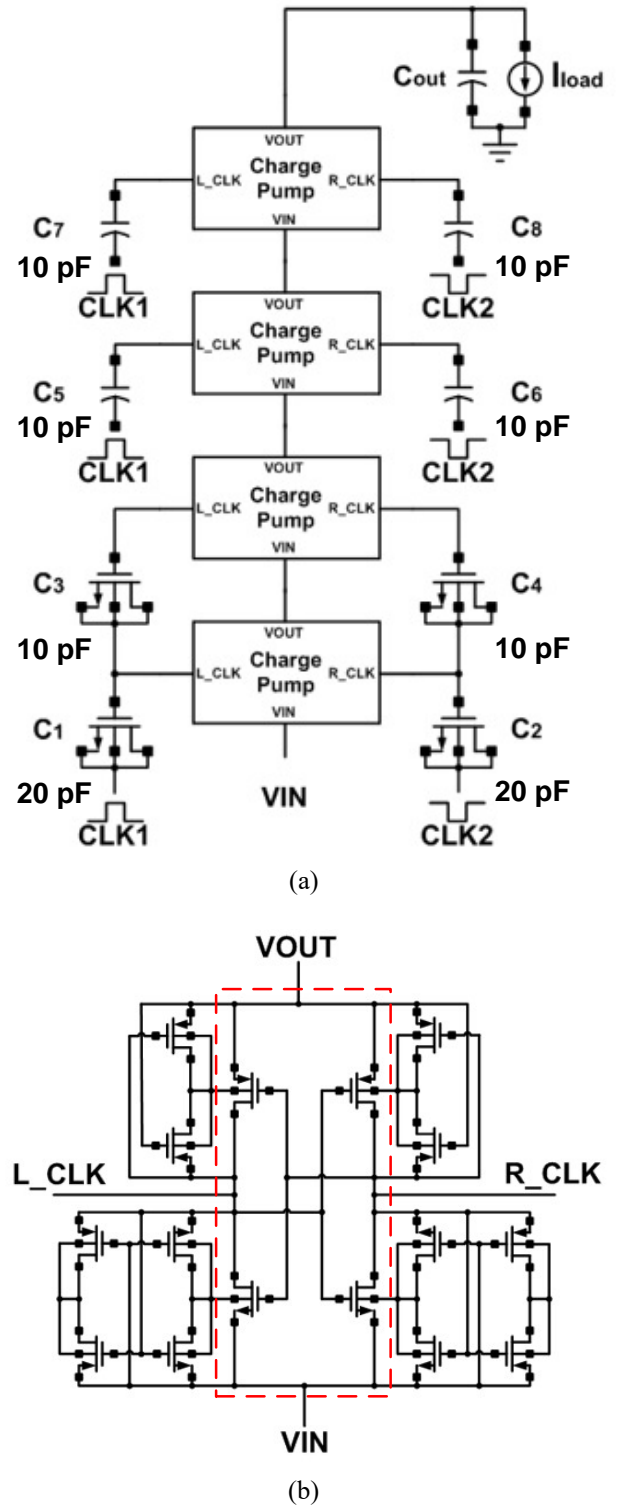 Cout
Iload
VOUT
L_CLK Charge Pump R_CLK
VIN
C7
10 pF
CLK1
C8
10 pF
CLK2
VOUT
L_CLK Charge Pump R_CLK
VIN
C5
10 pF
CLK1
C6
10 pF
CLK2
VOUT
L_CLK Charge Pump R_CLK
VIN
C3
10 pF
C4
10 pF
VOUT
L_CLK Charge Pump R_CLK
VIN
C1
20 pF
CLK1
VIN
C2
20 pF
CLK2
(a)
VOUT
L_CLK
R_CLK
VIN
(b)